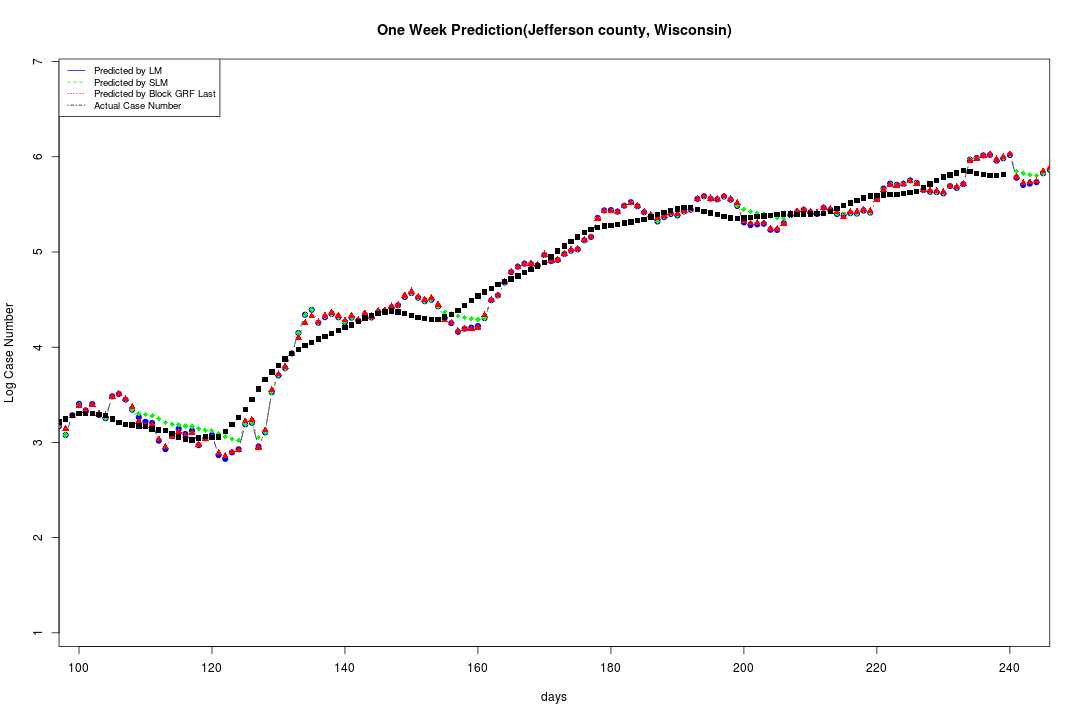 One Week Prediction(Jefferson county, Wisconsin)
Predicted by LM
Predicted by SLM
Predicted by Block GRF Last
Actual Case Number
7
6
5
4
3
2
1
Log Case Number
100 120 140 160 180 200 220 240
days